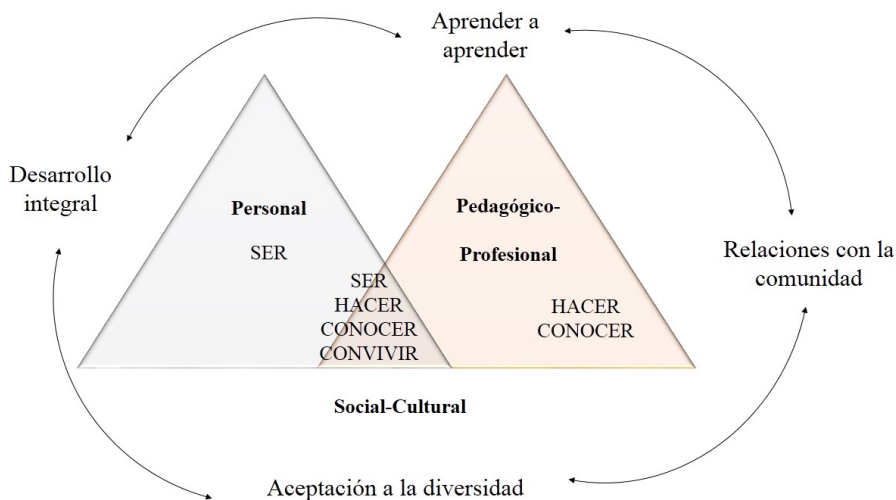 Aprender a
aprender
Desarrollo
integral
Personal
SER
Pedagógico-
Profesional
SER
HACER
CONOCER
CONVIVIR
HACER
CONOCER
Relaciones con la
comunidad
Social-Cultural
Aceptación a la diversidad